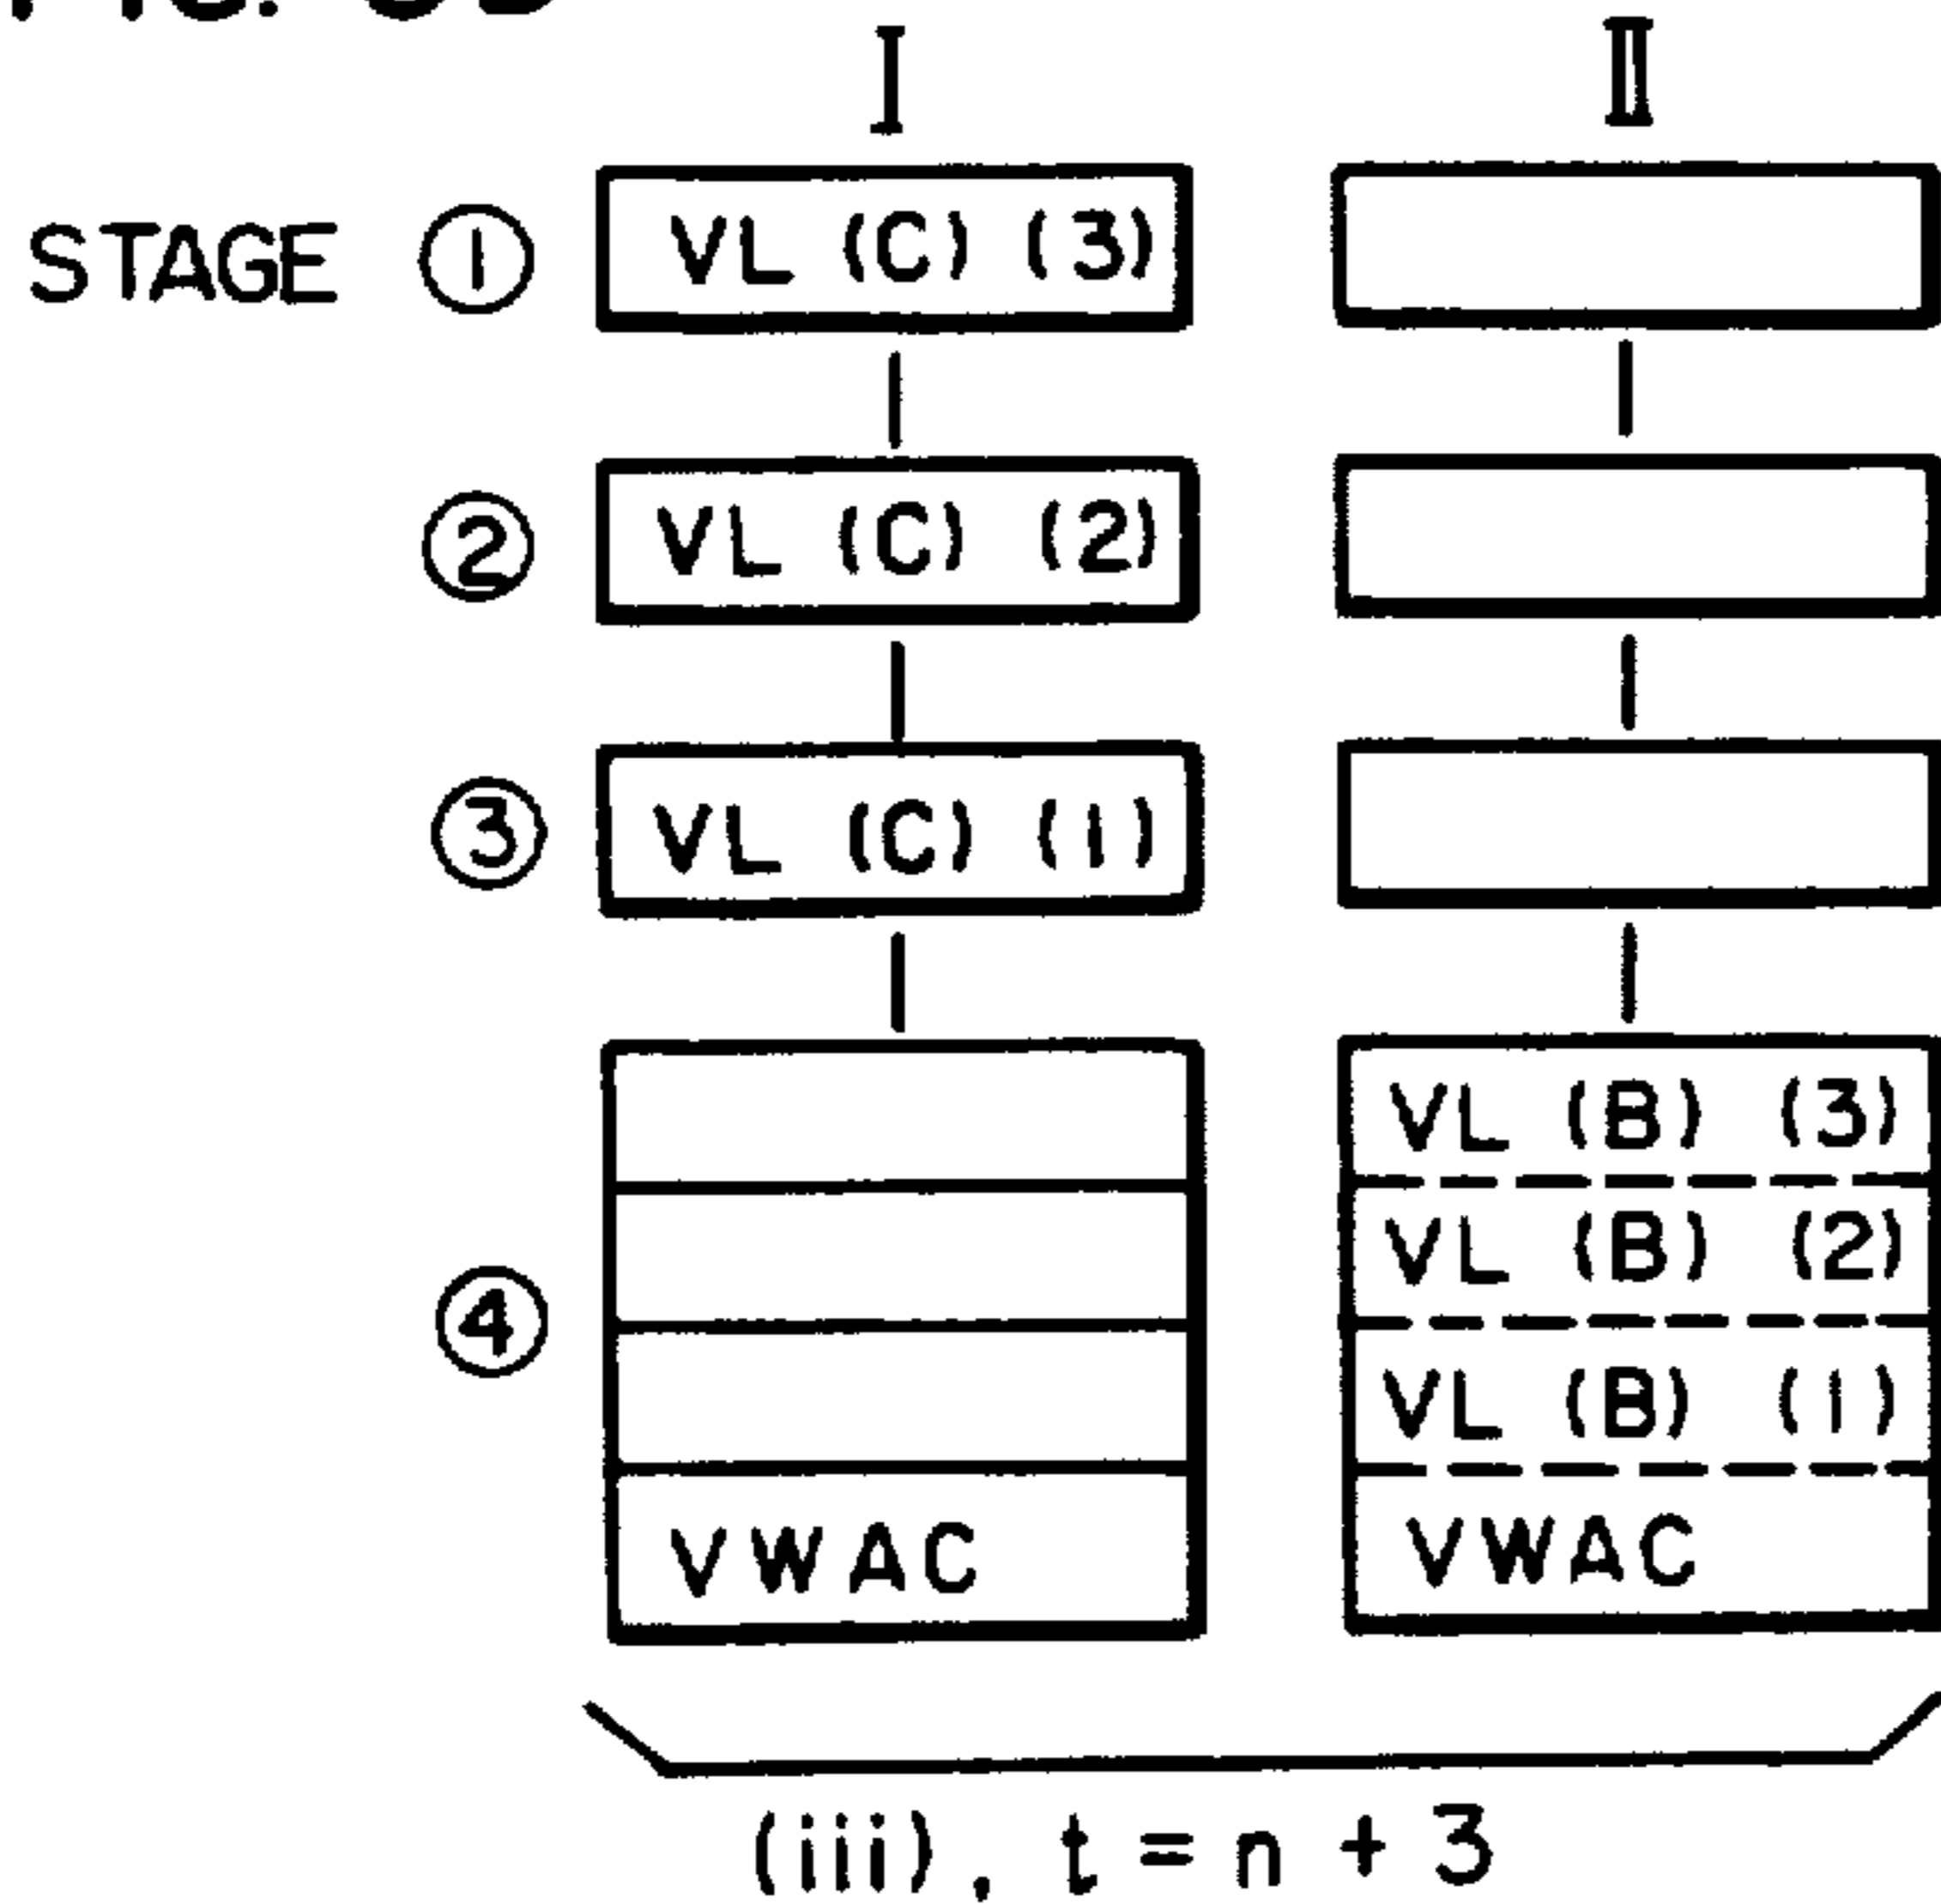 I II
STAGE ① VL (C) (3)
② VL (C) (2)
③ VL (C) (1)
VL (B) (3)
VL (B) (2)
④
VL (B) (1)
VWAC VWAC
(iii), t = n + 3